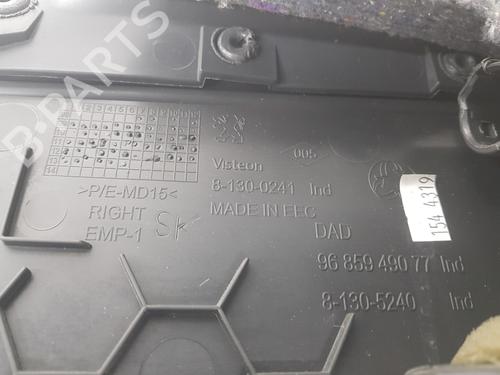 B-PARTS
Visteon
005
8-130-0241 Ind
>P/E-MD15<
RIGHT
EMP-1
SK
MADE IN EEC
DAD
154 4319
96 859 490 77 Ind
8-130-5240 Ind